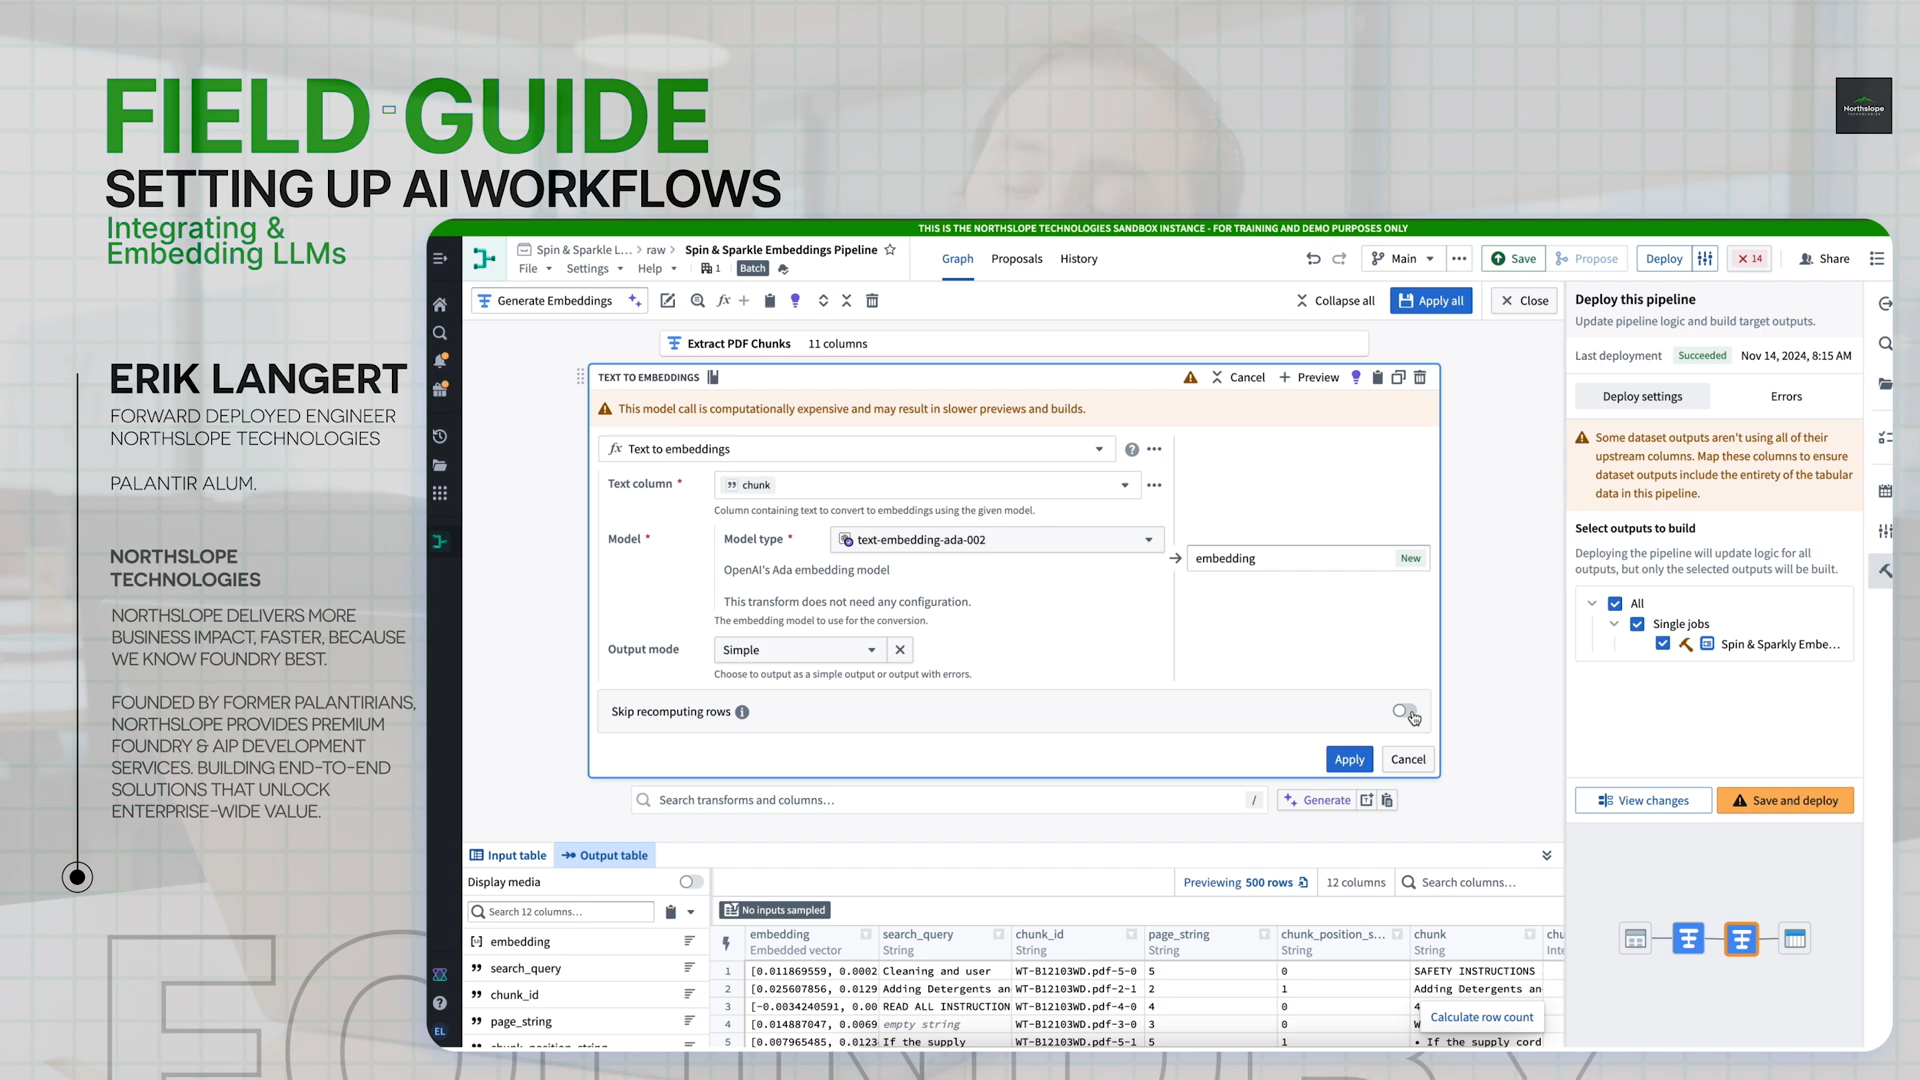 FIELD-GUIDE
SETTING UP AI WORKFLOWS
Integrating &
Embedding LLMs
Northslope
TECHNOLOGIES
ERIK LANGERT
FORWARD DEPLOYED ENGINEER
NORTHSLOPE TECHNOLOGIES
PALANTIR ALUM.
NORTHSLOPE
TECHNOLOGIES
NORTHSLOPE DELIVERS MORE
BUSINESS IMPACT, FASTER, BECAUSE
WE KNOW FOUNDRY BEST.
FOUNDED BY FORMER PALANTIRIANS,
NORTHSLOPE PROVIDES PREMIUM
FOUNDRY & AIP DEVELOPMENT
SERVICES. BUILDING END-TO-END
SOLUTIONS THAT UNLOCK
ENTERPRISE-WIDE VALUE.
THIS IS THE NORTHSLOPE TECHNOLOGIES SANDBOX INSTANCE - FOR TRAINING AND DEMO PURPOSES ONLY
Spin & Sparkle L... > raw > Spin & Sparkle Embeddings Pipeline
File Settings Help 1 Batch
Graph Proposals History
Main Save Propose Deploy 14 Share
Generate Embeddings fx Collapse all Apply all Close
Extract PDF Chunks 11 columns
TEXT TO EMBEDDINGS Cancel Preview
This model call is computationally expensive and may result in slower previews and builds.
fx Text to embeddings
Text column * chunk
Column containing text to convert to embeddings using the given model.
Model * Model type * text-embedding-ada-002
OpenAI's Ada embedding model
This transform does not need any configuration.
The embedding model to use for the conversion.
embedding New
Output mode Simple
Choose to output as a simple output or output with errors.
Skip recomputing rows
Apply Cancel
Search transforms and columns... / Generate
Deploy this pipeline
Update pipeline logic and build target outputs.
Last deployment Succeeded Nov 14, 2024, 8:15 AM
Deploy settings Errors
Some dataset outputs aren't using all of their
upstream columns. Map these columns to ensure
dataset outputs include the entirety of the tabular
data in this pipeline.
Select outputs to build
Deploying the pipeline will update logic for all
outputs, but only the selected outputs will be built.
All
Single jobs
Spin & Sparkly Embe...
View changes Save and deploy
Input table Output table
Display media
Previewing 500 rows 12 columns Search columns...
Search 12 columns...
No inputs sampled
embedding
search_query
chunk_id
page_string
chunk_position_string
EL
embedding search_query chunk_id page_string chunk_position_s... chunk chu
Embedded vector String String String String String Inte
1 [0.011869559, 0.0002 Cleaning and user WT-B12103WD.pdf-5-0 5 0 SAFETY INSTRUCTIONS
2 [0.025607856, 0.0129 Adding Detergents an WT-B12103WD.pdf-2-1 2 1 Adding Detergents an
3 [-0.0034240591, 0.00 READ ALL INSTRUCTION WT-B12103WD.pdf-4-0 4 0 4
4 [0.014887047, 0.0069 empty string WT-B12103WD.pdf-3-0 3 0 W
5 [0.007965485, 0.0123 If the supply WT-B12103WD.pdf-5-1 5 1 • If the supply cord
Calculate row count